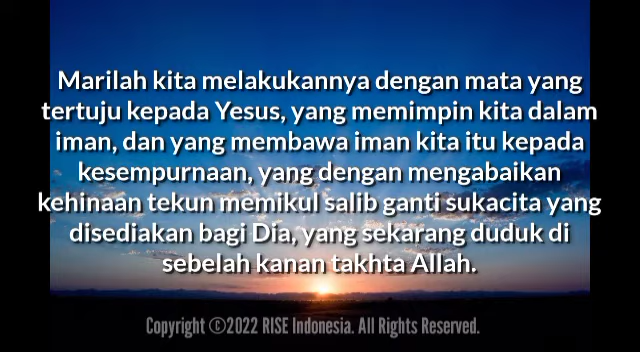 Marilah kita melakukannya dengan mata yang
tertuju kepada Yesus, yang memimpin kita dalam
iman, dan yang membawa iman kita itu kepada
kesempurnaan, yang dengan mengabaikan
kehinaan tekun memikul salib ganti sukacita yang
disediakan bagi Dia, yang sekarang duduk di
sebelah kanan takhta Allah.
Copyright ©2022 RISE Indonesia. All Rights Reserved.